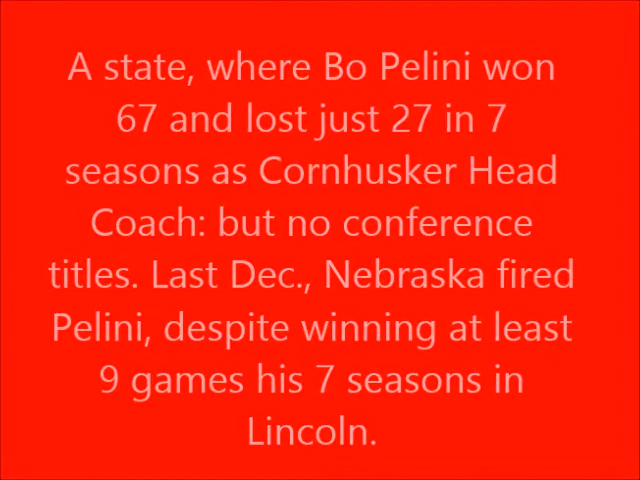 A state, where Bo Pelini won
67 and lost just 27 in 7
seasons as Cornhusker Head
Coach: but no conference
titles. Last Dec., Nebraska fired
Pelini, despite winning at least
9 games his 7 seasons in
Lincoln.